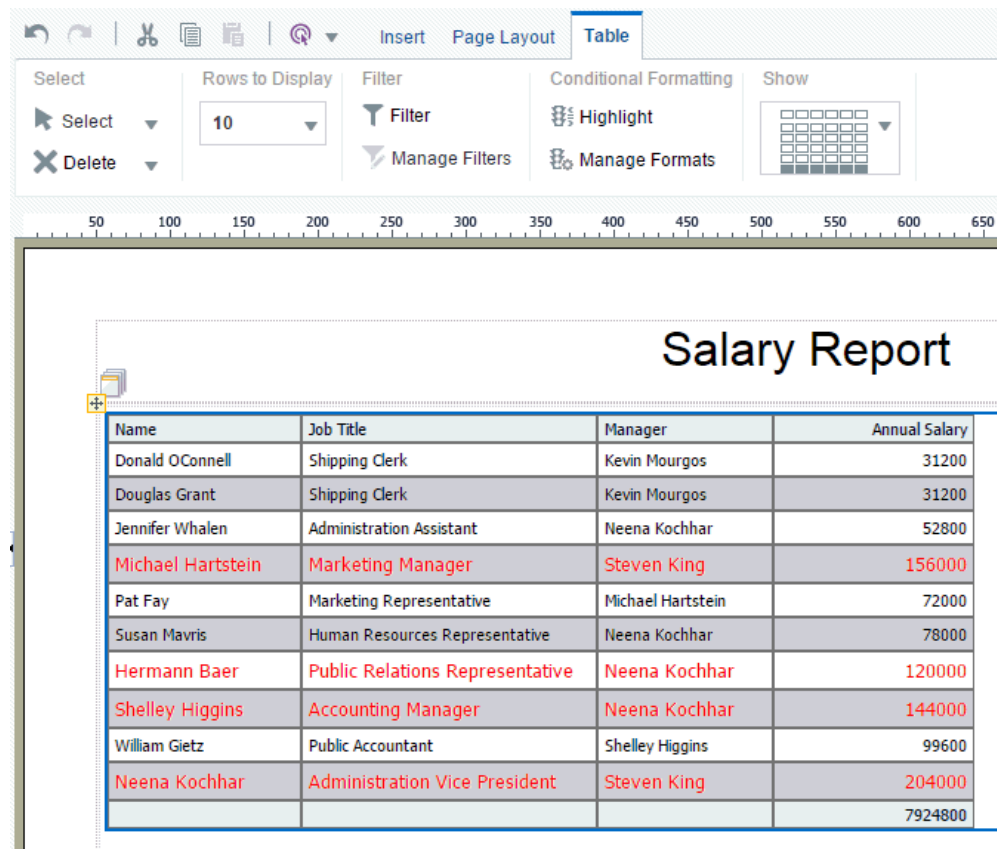 Insert Page Layout Table
Select Rows to Display Filter Conditional Formatting Show
Select 10 Filter Highlight
Delete Manage Filters Manage Formats
50 100 150 200 250 300 350 400 450 500 550 600 650
Salary Report
Name Job Title Manager Annual Salary
Donald OConnell Shipping Clerk Kevin Mourgos 31200
Douglas Grant Shipping Clerk Kevin Mourgos 31200
Jennifer Whalen Administration Assistant Neena Kochhar 52800
Michael Hartstein Marketing Manager Steven King 156000
Pat Fay Marketing Representative Michael Hartstein 72000
Susan Mavris Human Resources Representative Neena Kochhar 78000
Hermann Baer Public Relations Representative Neena Kochhar 120000
Shelley Higgins Accounting Manager Neena Kochhar 144000
William Gietz Public Accountant Shelley Higgins 99600
Neena Kochhar Administration Vice President Steven King 204000
7924800